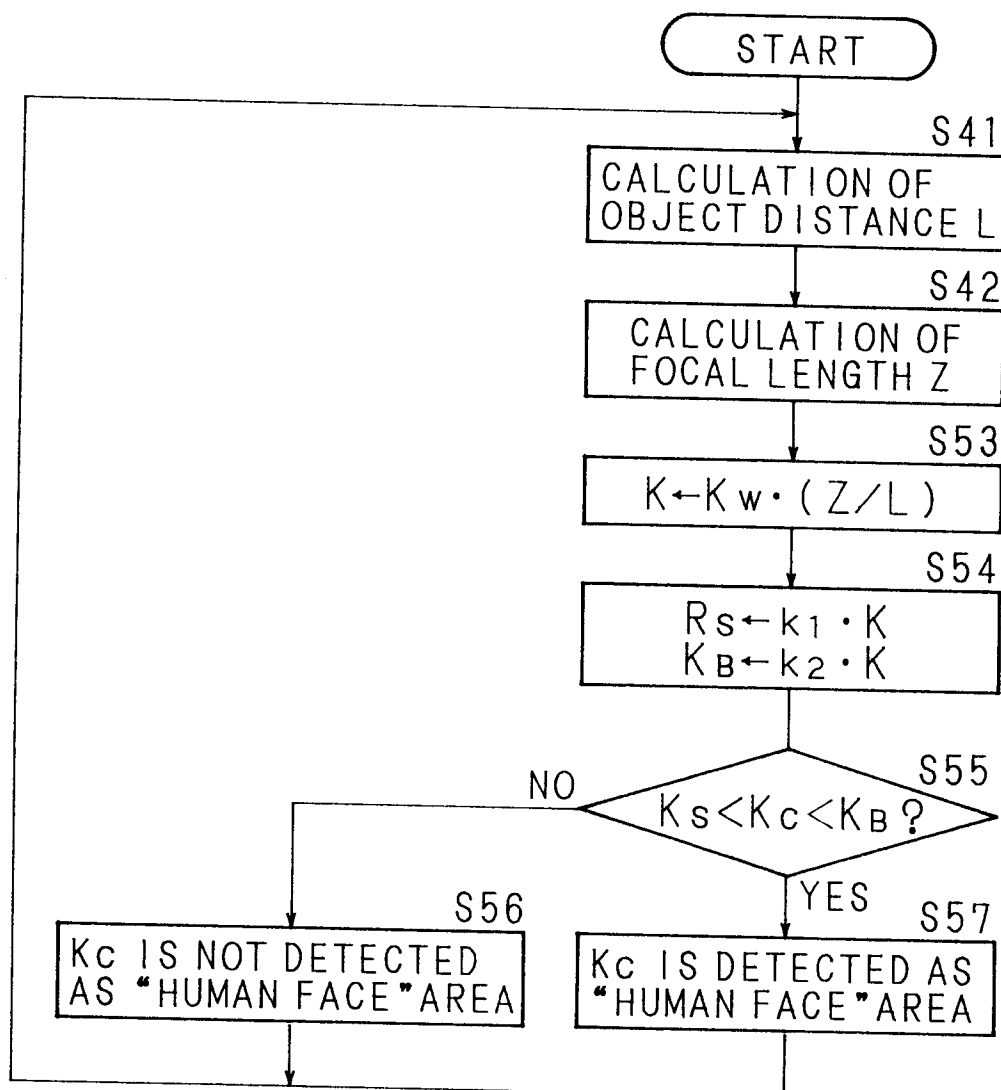 START
S41
CALCULATION OF
OBJECT DISTANCE L
S42
CALCULATION OF
FOCAL LENGTH Z
S53
K←Kw・(Z/L)
S54
Rs←k1・K
KB←k2・K
S55
Ks<Kc<KB?
NO
YES
S56
Kc IS NOT DETECTED
AS “HUMAN FACE” AREA
S57
Kc IS DETECTED AS
“HUMAN FACE” AREA